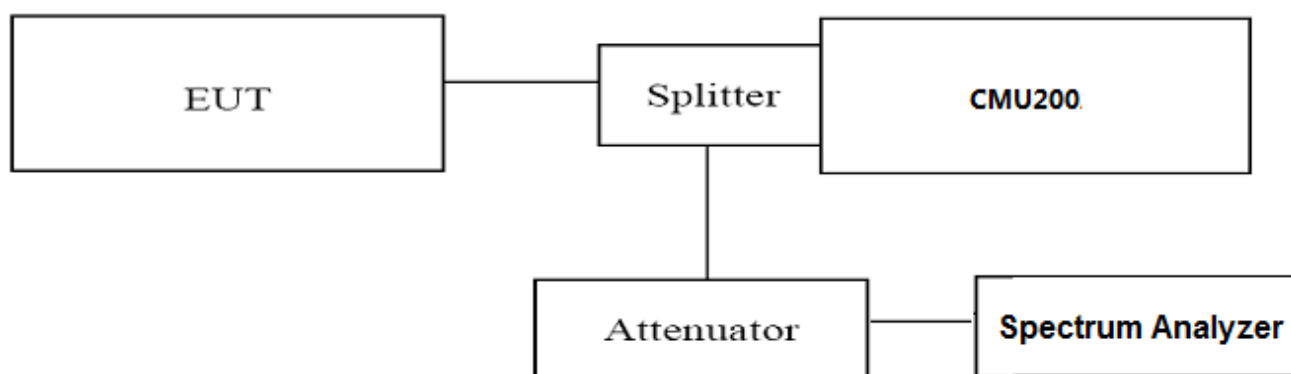 EUT
Splitter
CMU200
Attenuator
Spectrum Analyzer